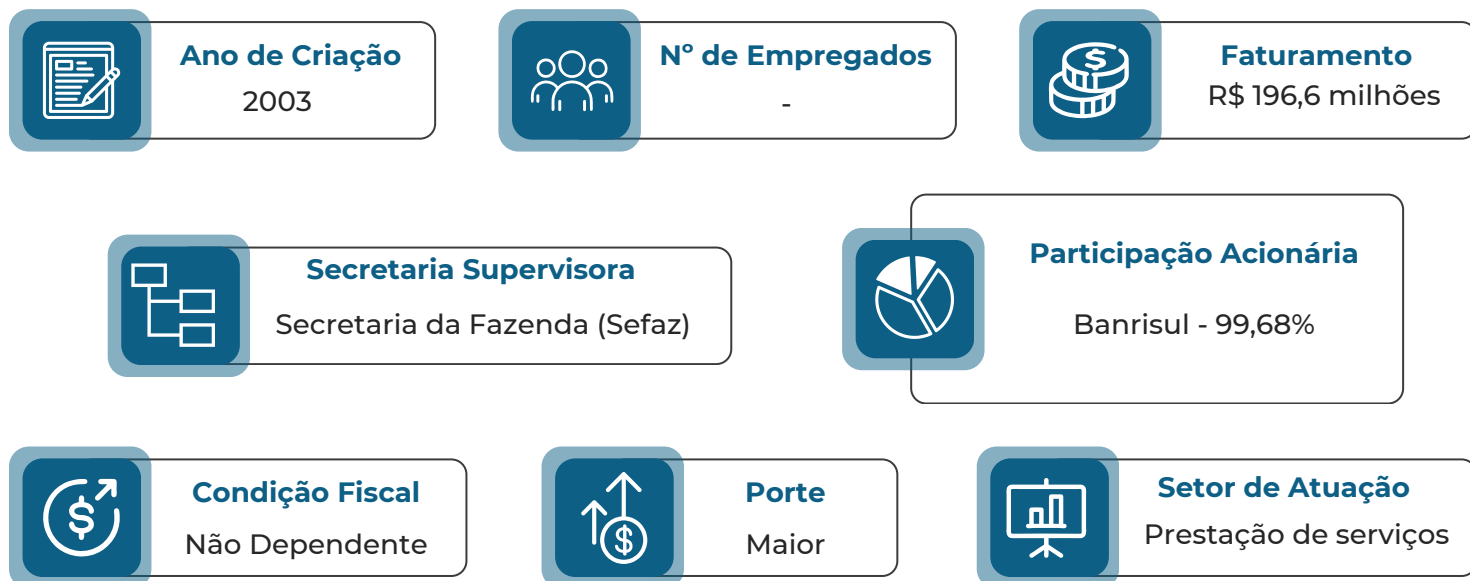 Ano de Criação
2003
Nº de Empregados
-
Faturamento
R$ 196,6 milhões
Secretaria Supervisora
Secretaria da Fazenda (Sefaz)
Participação Acionária
Banrisul - 99,68%
Condição Fiscal
Não Dependente
Porte
Maior
Setor de Atuação
Prestação de serviços